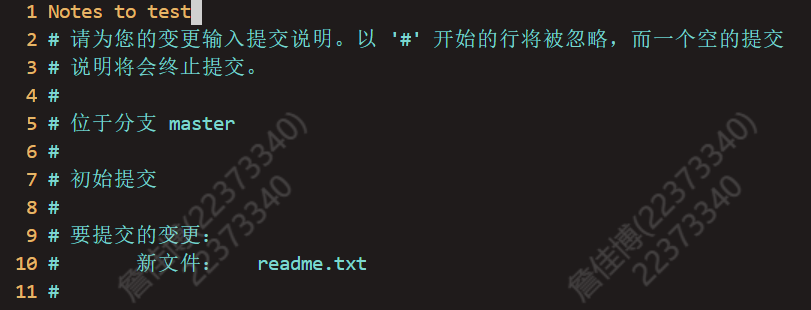 1 Notes to test
2 # 请为您的变更输入提交说明。以 '#' 开始的行将被忽略，而一个空的提交
3 # 说明将会终止提交。
4 #
5 # 位于分支 master
6 #
7 # 初始提交
8 #
9 # 要提交的变更：
10 #       新文件：    readme.txt
11 #
詹佳博(22373340)
22373340
詹佳博(22373340)
22373340